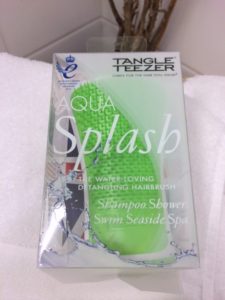 TANGLE
TEEZER
AQUA
Splash
THE WATER-LOVING
DETANGLING HAIRBRUSH
Shampoo Shower
Swim Seaside Spa